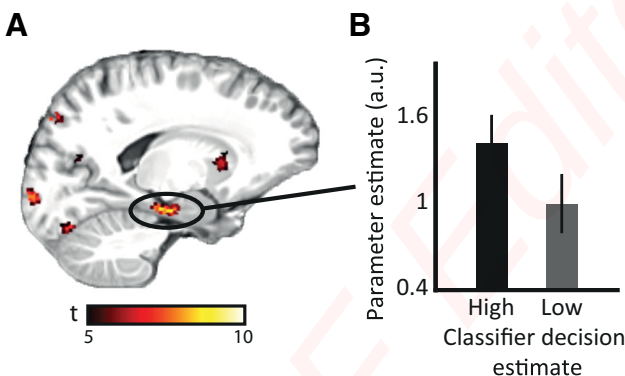 A
B
t
5
10
Parameter estimate (a.u.)
1.6
1
0.4
High
Low
Classifier decision
estimate